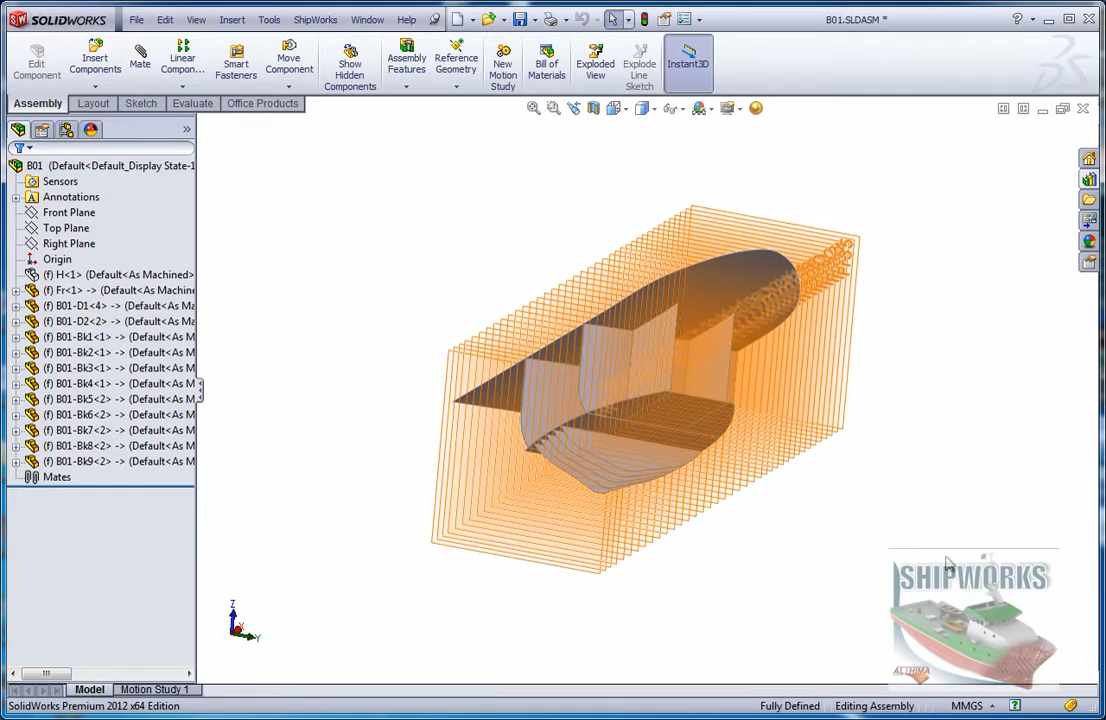 SOLIDWORKS
File Edit View Insert Tools ShipWorks Window Help
B01.SLDASM *
Edit Component
Insert Components
Mate
Linear Compon...
Smart Fasteners
Move Component
Show Hidden Components
Assembly Features
Reference Geometry
New Motion Study
Bill of Materials
Exploded View
Explode Line Sketch
Instant3D
Assembly Layout Sketch Evaluate Office Products
B01 (Default<Default_Display State-1
Sensors
Annotations
Front Plane
Top Plane
Right Plane
Origin
(f) H<1> (Default<As Machined>
(f) Fr<1> -> (Default<As Machine
(f) B01-D1<4> -> (Default<As Ma
(f) B01-D2<2> -> (Default<As Ma
(f) B01-Bk1<1> -> (Default<As M
(f) B01-Bk2<1> -> (Default<As M
(f) B01-Bk3<1> -> (Default<As M
(f) B01-Bk4<1> -> (Default<As M
(f) B01-Bk5<2> -> (Default<As M
(f) B01-Bk6<2> -> (Default<As M
(f) B01-Bk7<2> -> (Default<As M
(f) B01-Bk8<2> -> (Default<As M
(f) B01-Bk9<2> -> (Default<As M
Mates
Z
X
Y
SHIPWORKS
ALTHIMA
Model Motion Study 1
SolidWorks Premium 2012 x64 Edition
Fully Defined Editing Assembly MMGS